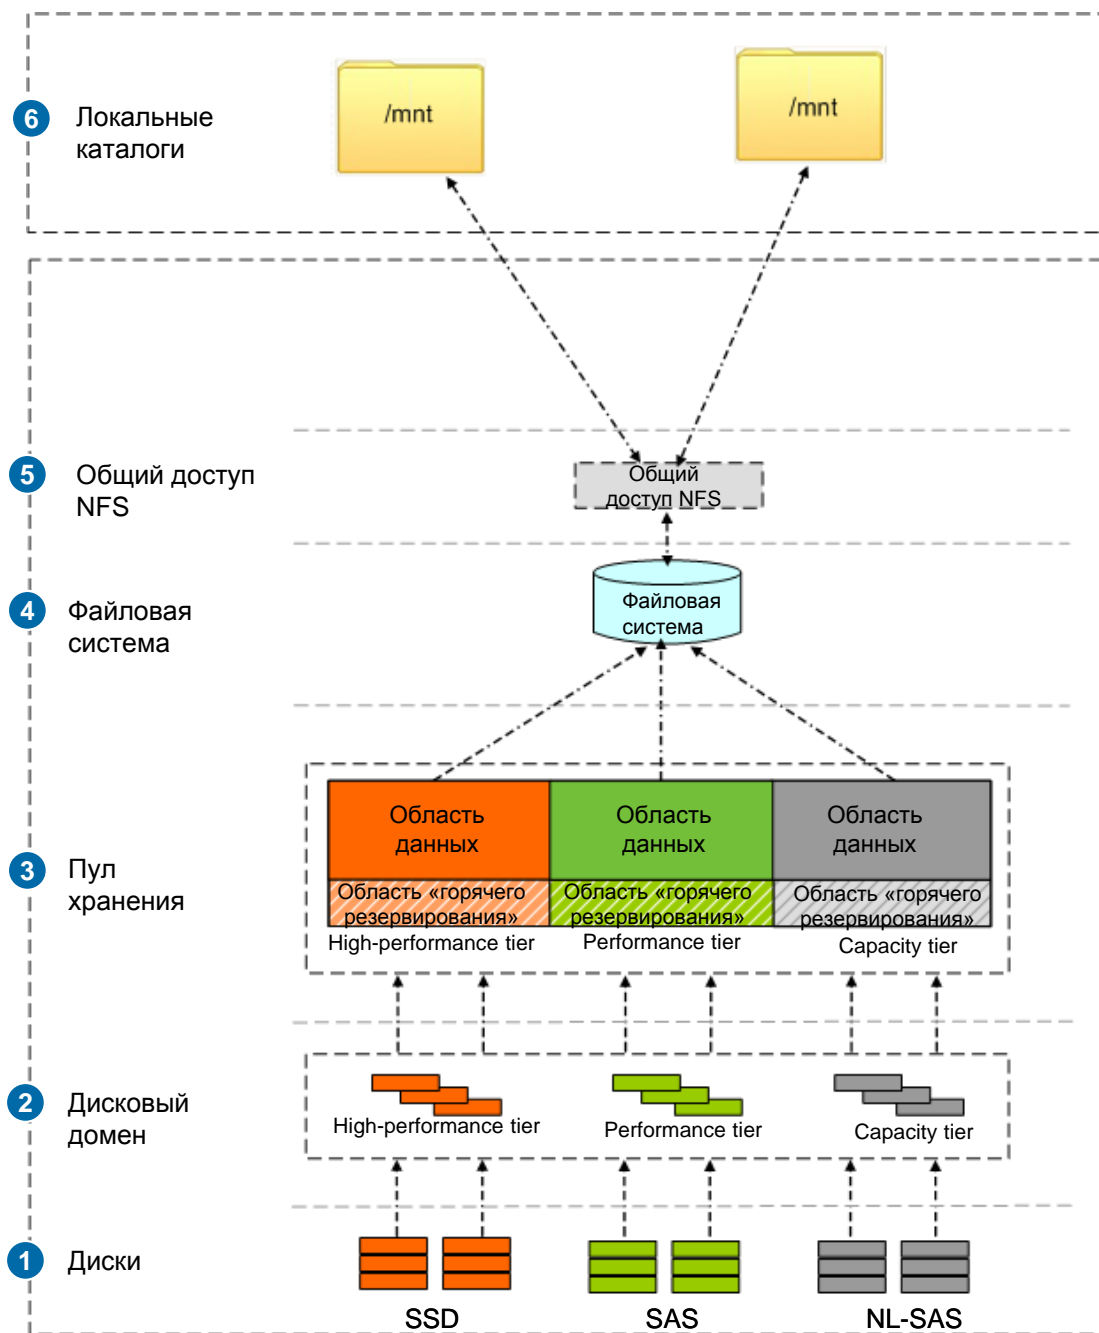 6
Локальные
каталоги
/mnt
/mnt
5
Общий доступ
NFS
Общий
доступ NFS
4
Файловая
система
Файловая
система
3
Пул
хранения
Область
данных
Область
данных
Область
данных
Область «горячего
резервирования»
Область «горячего
резервирования»
Область «горячего
резервирования»
High-performance tier
Performance tier
Capacity tier
2
Дисковый
домен
High-performance tier
Performance tier
Capacity tier
1
Диски
SSD
SAS
NL-SAS